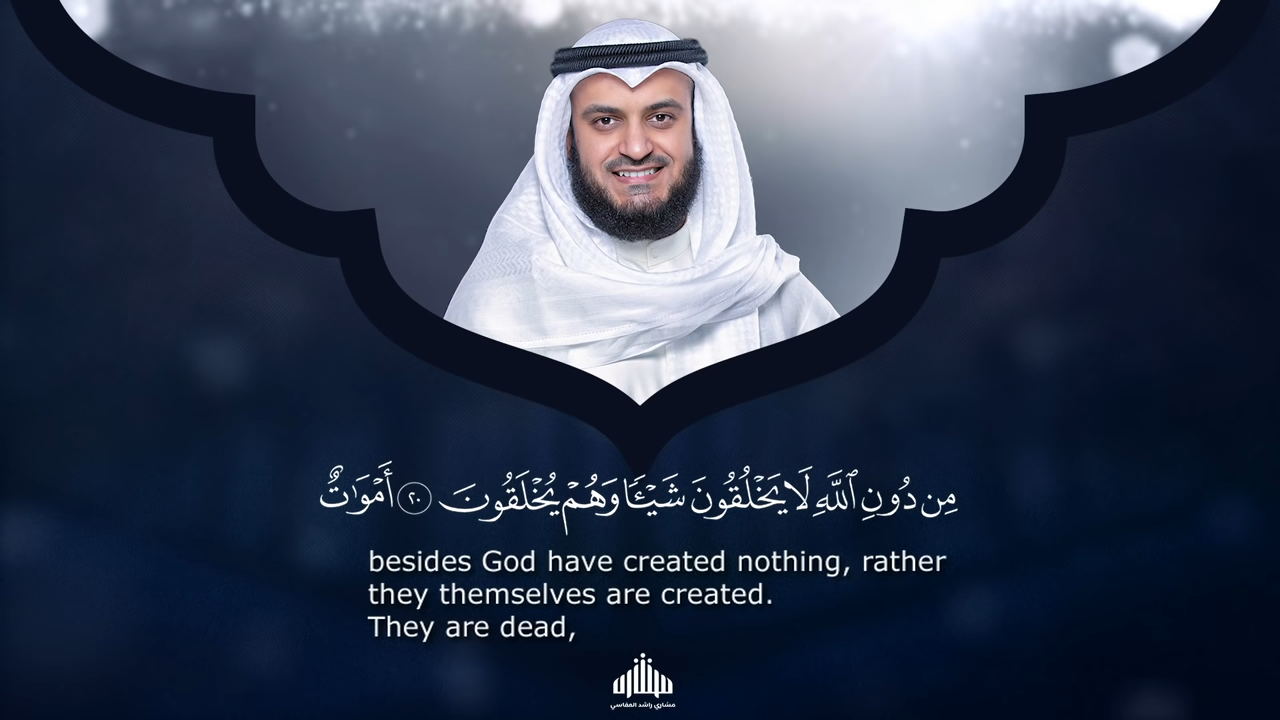 مِن دُونِ ٱللَّهِ لَا يَخْلُقُونَ شَيْـًٔا وَهُمْ يُخْلَقُونَ ۝٢٠ أَمْوَٰتٌ
besides God have created nothing, rather
they themselves are created.
They are dead,
مشاري راشد العفاسي